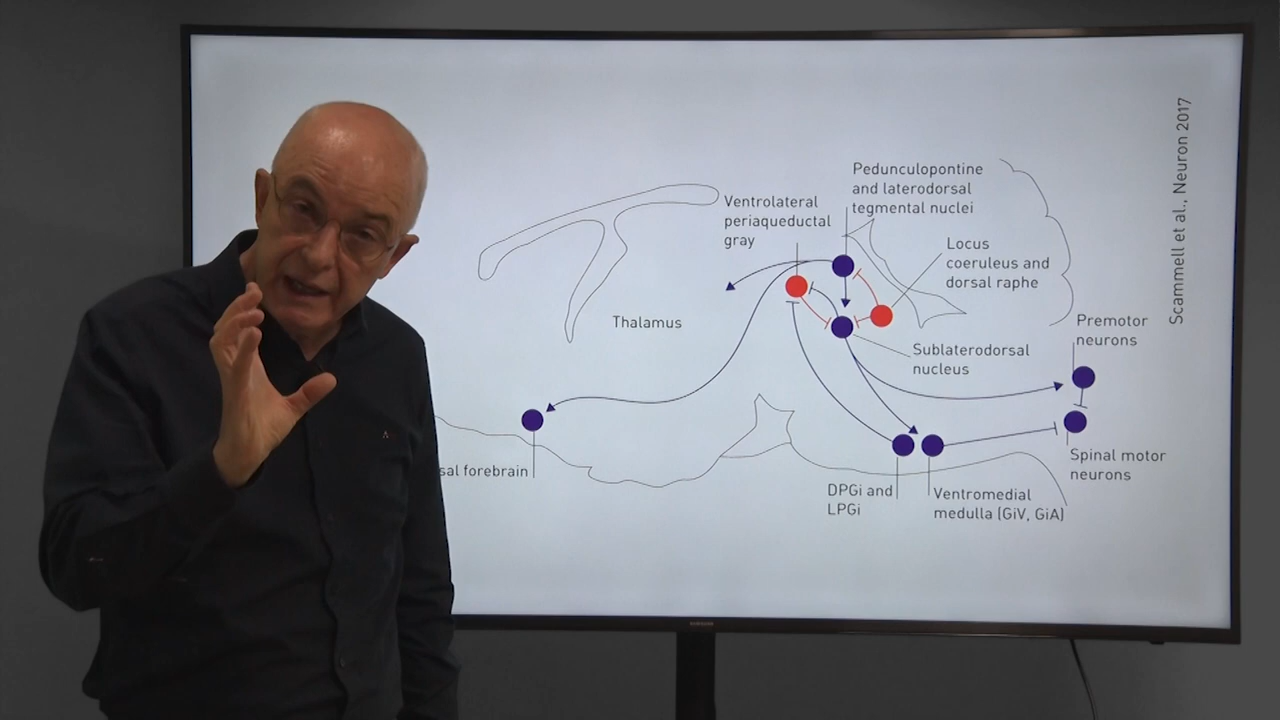 Pedunculopontine
and laterodorsal
tegmental nuclei
Ventrolateral
periaqueductal
gray
Locus
coeruleus and
dorsal raphe
Thalamus
Sublaterodorsal
nucleus
Premotor
neurons
sal forebrain
Spinal motor
neurons
DPGi and
LPGi
Ventromedial
medulla (GiV, GiA)
Scammell et al., Neuron 2017
SAMSUNG